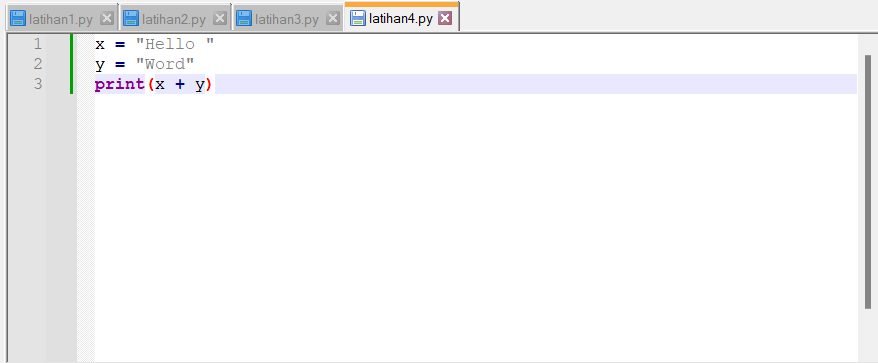 latihan1.py latihan2.py latihan3.py latihan4.py
1 x = "Hello "
2 y = "Word"
3 print(x + y)